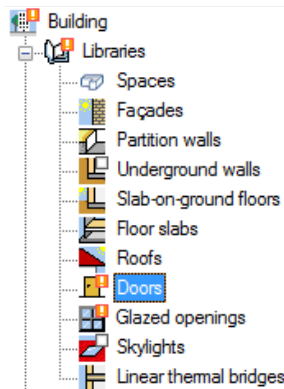 Building
Libraries
Spaces
Façades
Partition walls
Underground walls
Slab-on-ground floors
Floor slabs
Roofs
Doors
Glazed openings
Skylights
Linear thermal bridges